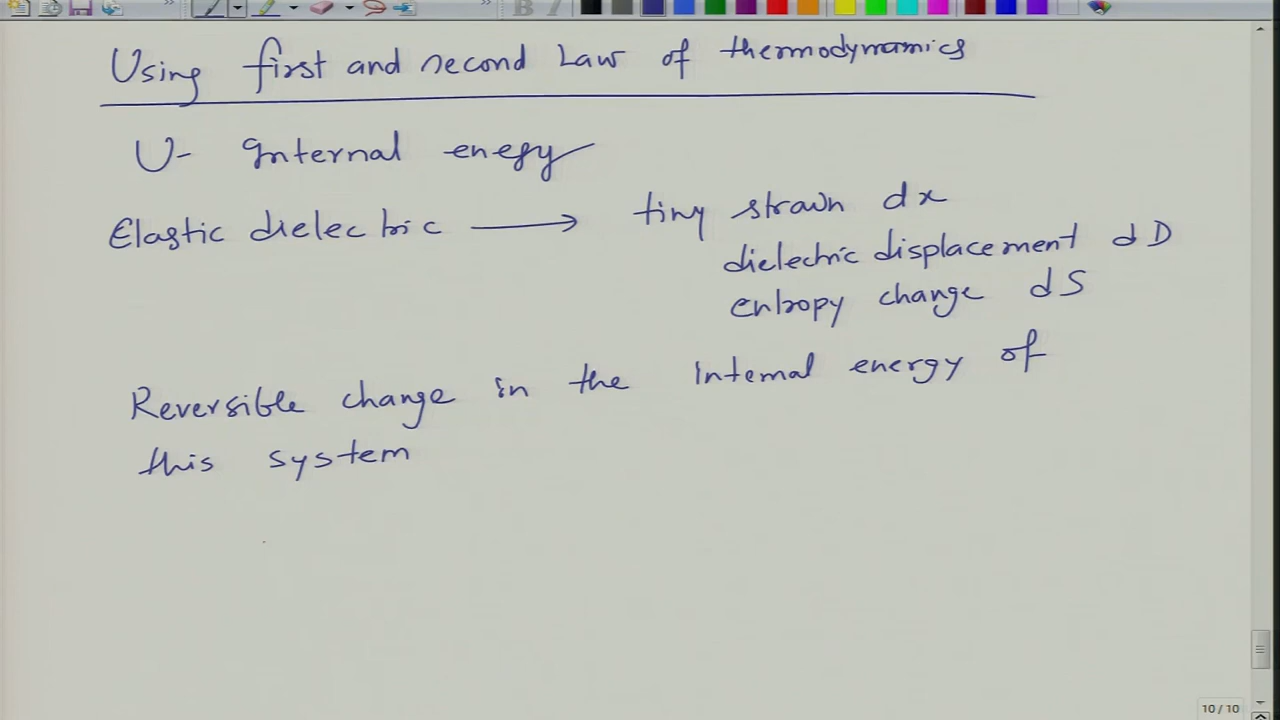 Using first and second Law of thermodynamics
U- Internal enegy
Elastic dielectric → tiny strain dx
dielectric displacement dD
entropy change dS
Reversible change in the internal energy of
this system
10 / 10